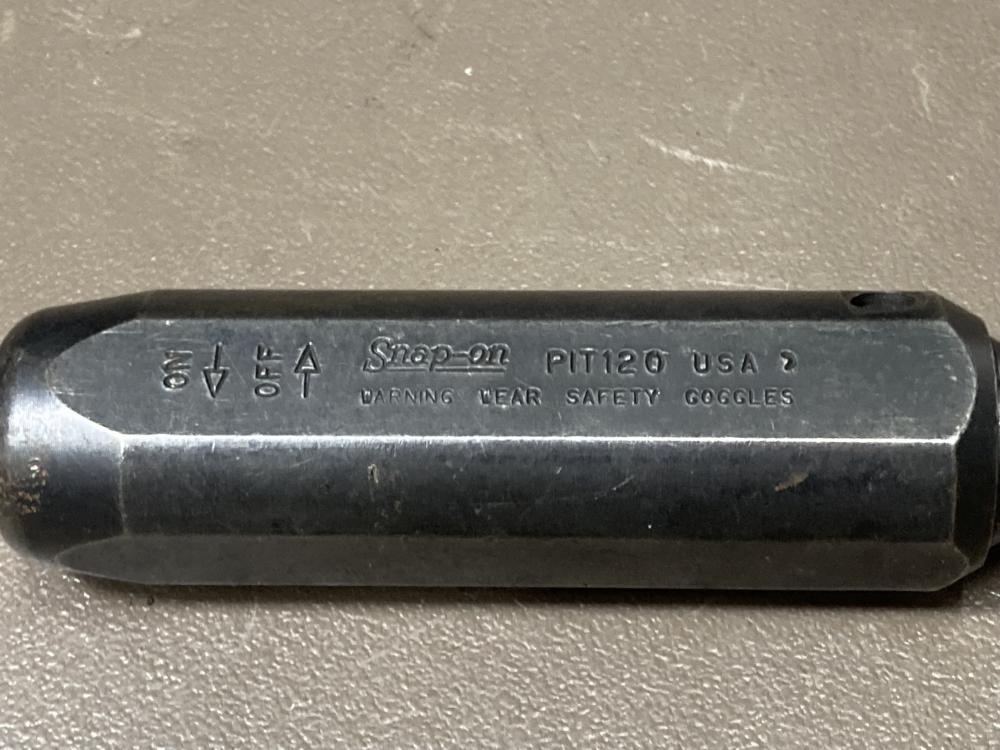 ON OFF
Snap-on PIT120 USA
WARNING WEAR SAFETY GOGGLES